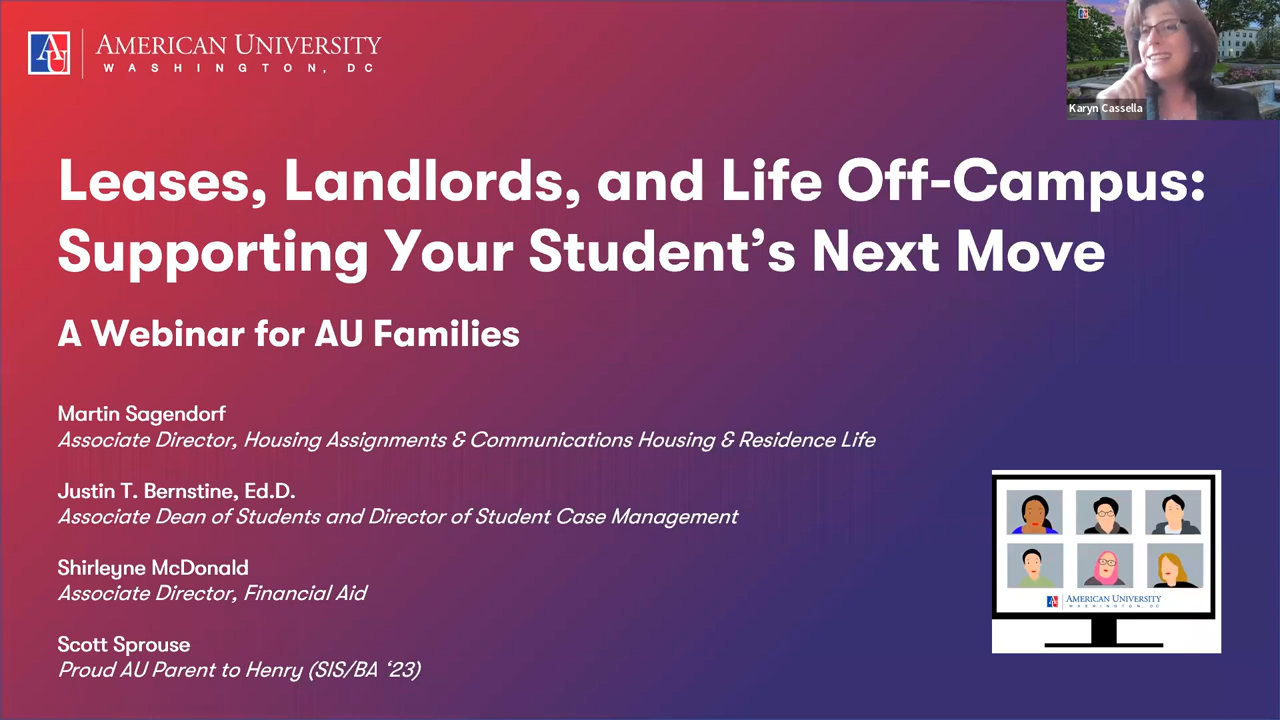 AU
AMERICAN UNIVERSITY
WASHINGTON, DC
Karyn Cassella
Leases, Landlords, and Life Off-Campus:
Supporting Your Student’s Next Move
A Webinar for AU Families
Martin Sagendorf
Associate Director, Housing Assignments & Communications Housing & Residence Life
Justin T. Bernstine, Ed.D.
Associate Dean of Students and Director of Student Case Management
Shirleyne McDonald
Associate Director, Financial Aid
Scott Sprouse
Proud AU Parent to Henry (SIS/BA ‘23)
AU
AMERICAN UNIVERSITY
WASHINGTON, DC